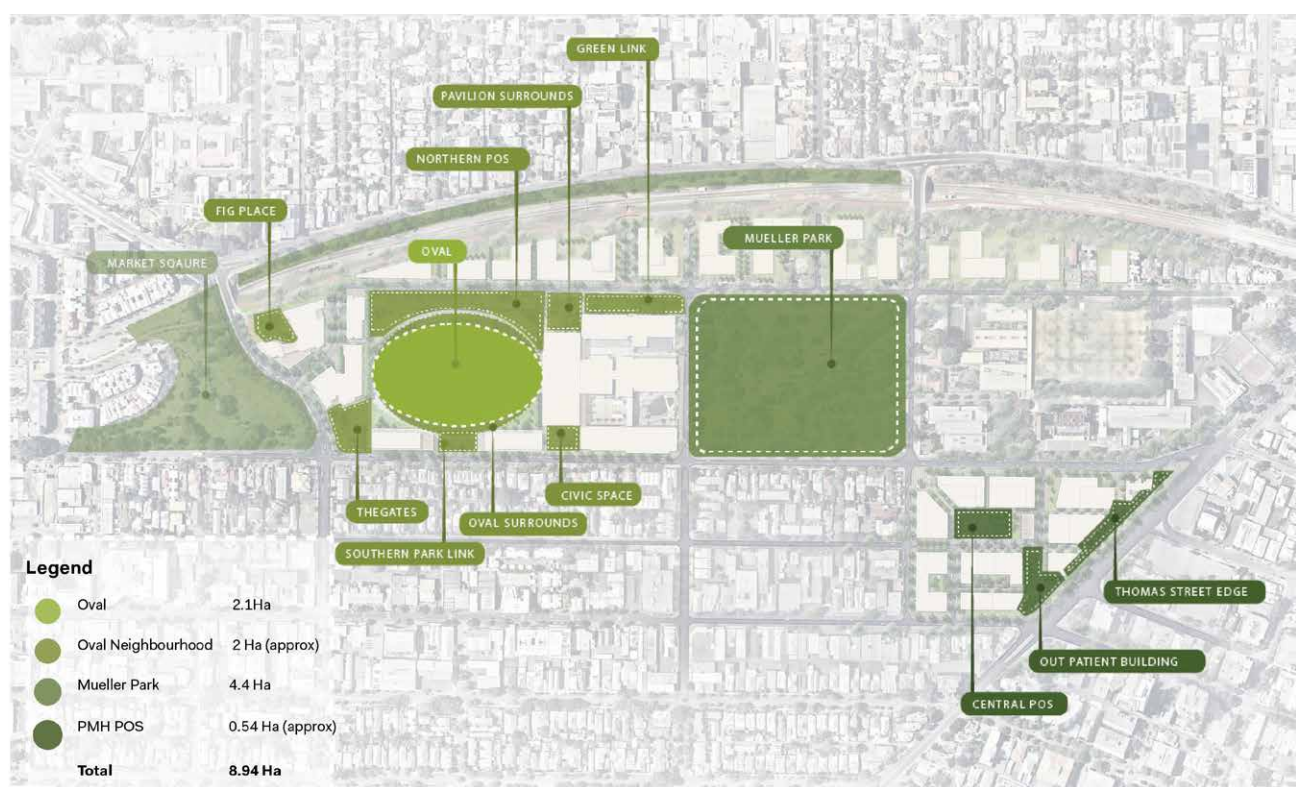 GREEN LINK
PAVILION SURROUNDS
NORTHERN POS
FIG PLACE
OVAL
MUELLER PARK
MARKET SQAURE
THEGATES
CIVIC SPACE
OVAL SURROUNDS
SOUTHERN PARK LINK
THOMAS STREET EDGE
OUT PATIENT BUILDING
CENTRAL POS
Legend
Oval 2.1Ha
Oval Neighbourhood 2 Ha (approx)
Mueller Park 4.4 Ha
PMH POS 0.54 Ha (approx)
Total 8.94 Ha